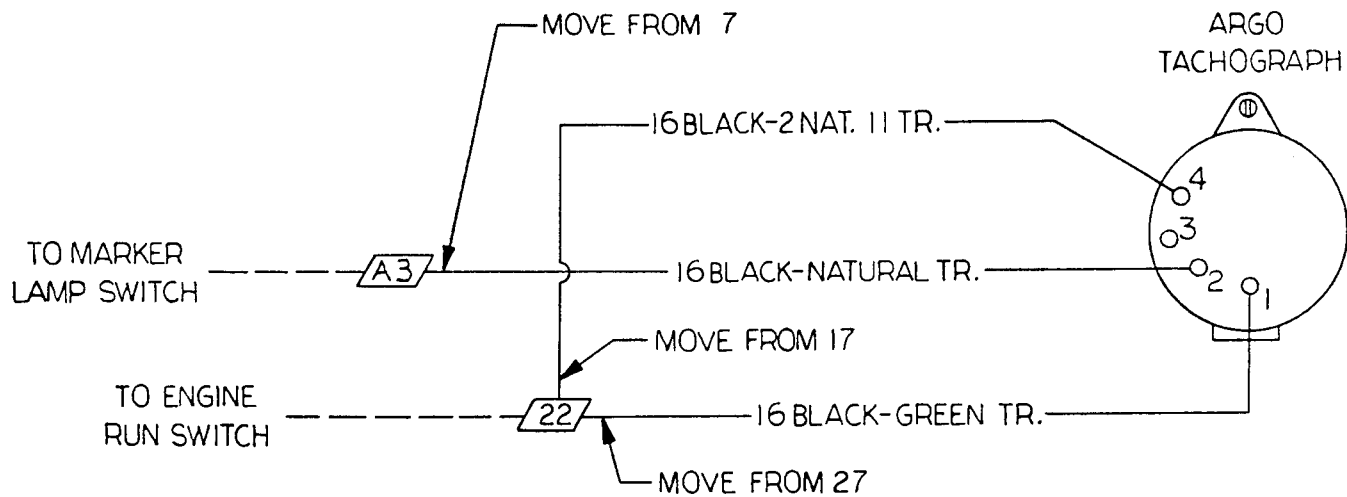 MOVE FROM 7
ARGO
TACHOGRAPH
16 BLACK-2 NAT. 11 TR.
4
3
TO MARKER
LAMP SWITCH
A3
16 BLACK-NATURAL TR.
2
1
MOVE FROM 17
TO ENGINE
RUN SWITCH
22
16 BLACK-GREEN TR.
MOVE FROM 27